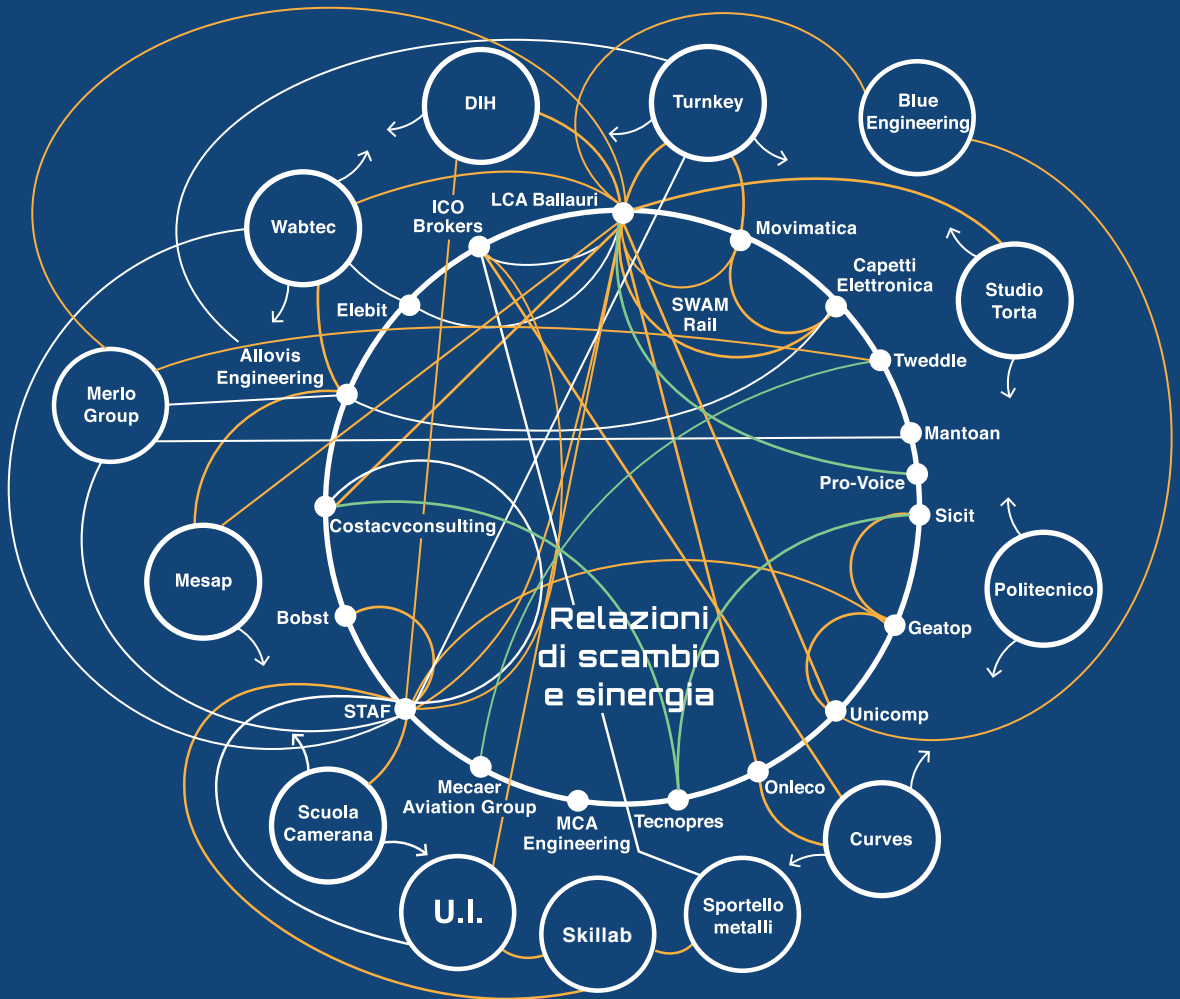 DIH
Turnkey
Blue
Engineering
LCA Ballauri
ICO
Brokers
Wabtec
Movimatica
Capetti
Elettronica
Studio
Torta
Elebit
SWAM
Rail
Tweddle
Allovis
Engineering
Merlo
Group
Mantoan
Pro-Voice
Sicit
Costacvconsulting
Mesap
Politecnico
Bobst
Relazioni
di scambio
e sinergia
Geatop
STAF
Unicomp
Mecaer
Aviation Group
Onleco
MCA
Engineering
Tecnopres
Scuola
Camerana
Curves
U.I.
Skillab
Sportello
metalli